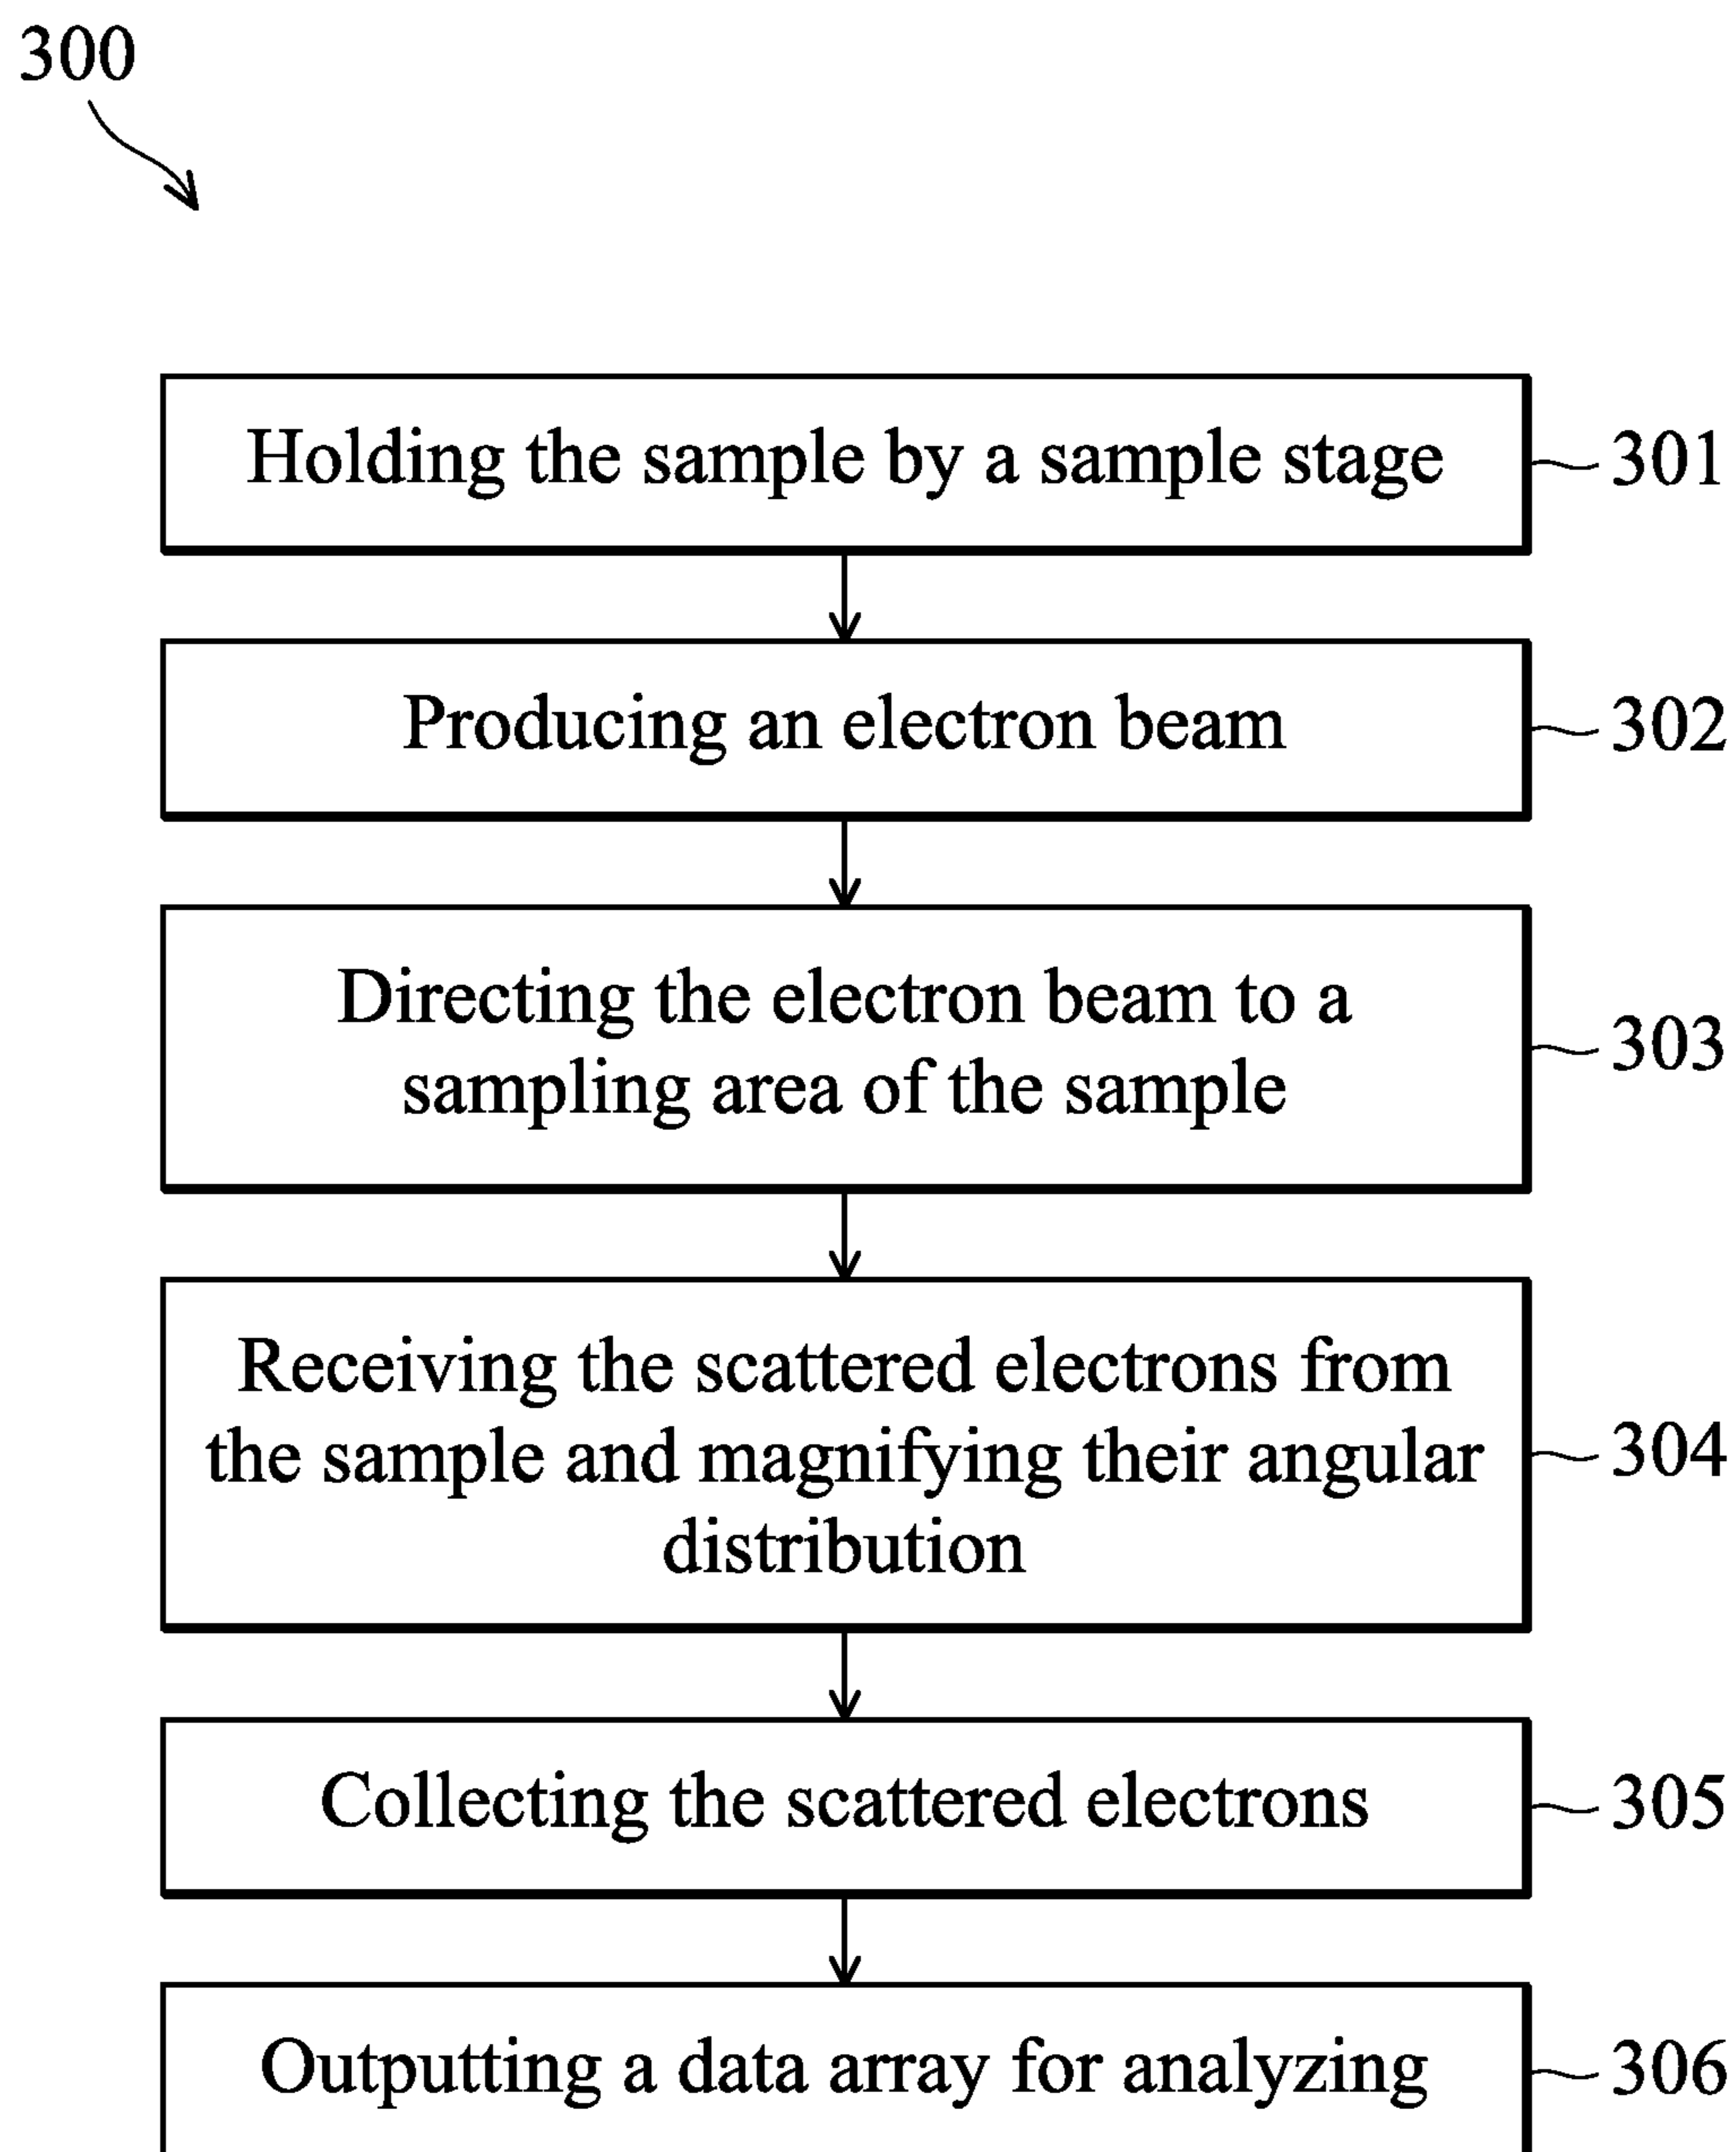 300
Holding the sample by a sample stage
301
Producing an electron beam
302
Directing the electron beam to a
sampling area of the sample
303
Receiving the scattered electrons from
the sample and magnifying their angular
distribution
304
Collecting the scattered electrons
305
Outputting a data array for analyzing
306